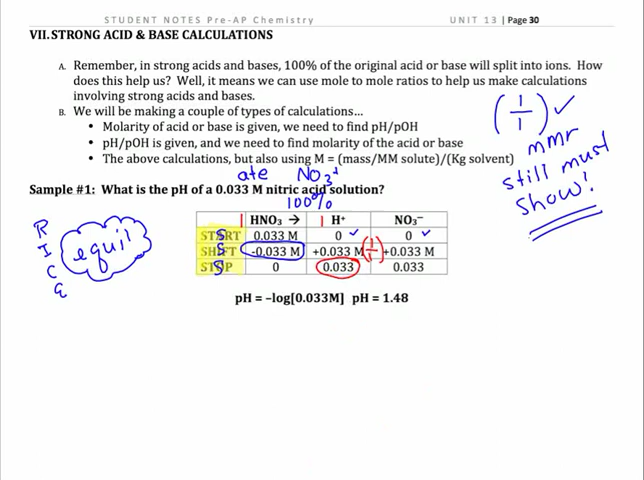 STUDENT NOTES Pre-AP Chemistry UNIT 13 | Page 30
VII. STRONG ACID & BASE CALCULATIONS
A. Remember, in strong acids and bases, 100% of the original acid or base will split into ions. How
does this help us? Well, it means we can use mole to mole ratios to help us make calculations
involving strong acids and bases.
B. We will be making a couple of types of calculations…
• Molarity of acid or base is given, we need to find pH/pOH
• pH/pOH is given, and we need to find molarity of the acid or base
• The above calculations, but also using M = (mass/MM solute)/(Kg solvent)
(1/1) ✓
mmr
still must
show!
ate NO₃
Sample #1: What is the pH of a 0.033 M nitric acid solution?
100%
| HNO₃ → | H⁺ NO₃⁻
START 0.033 M 0 ✓ 0 ✓
SHIFT -0.033 M +0.033 M (1/1) +0.033 M
STOP 0 0.033 0.033
S
S
S
R
I
C
E
equil
pH = –log[0.033M] pH = 1.48